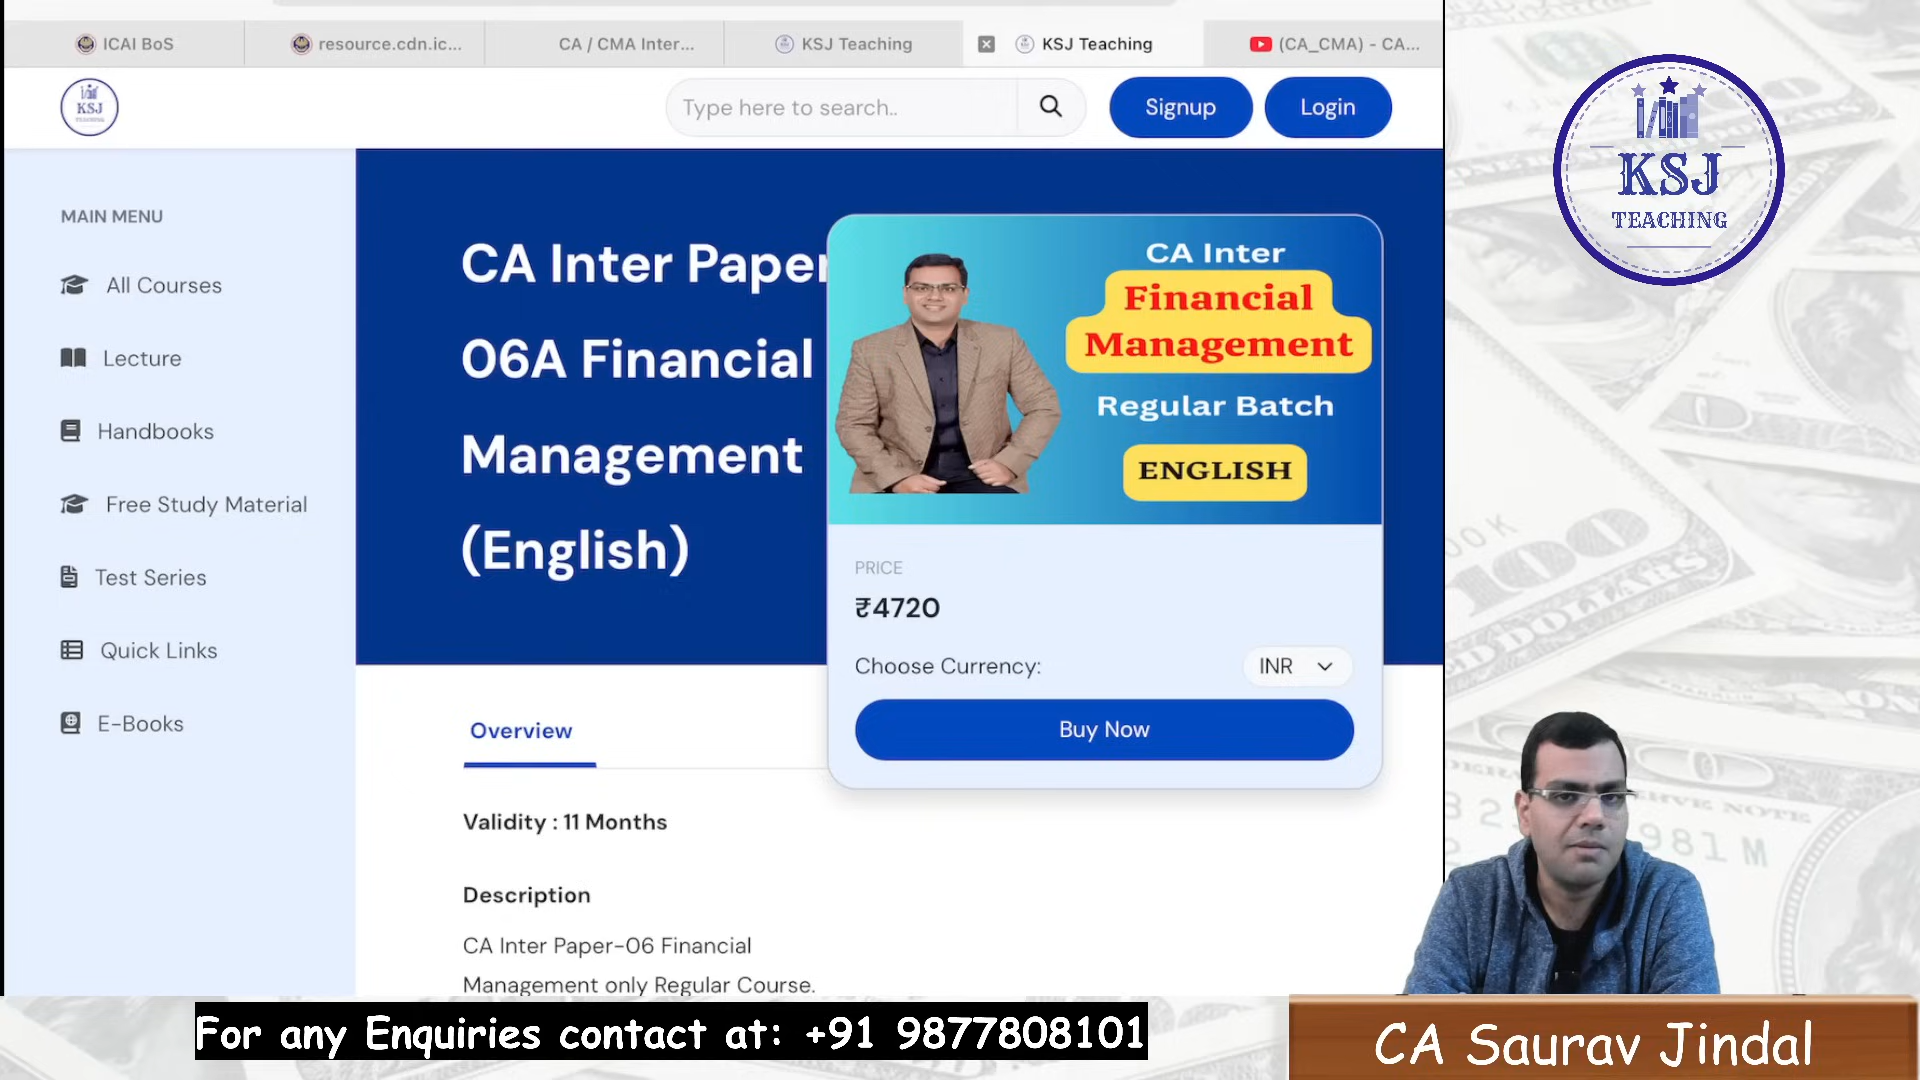 ICAI BoS
resource.cdn.ic...
CA / CMA Inter...
KSJ Teaching
KSJ Teaching
(CA_CMA) - CA...
KSJ
TEACHING
Type here to search..
Signup
Login
MAIN MENU
All Courses
Lecture
Handbooks
Free Study Material
Test Series
Quick Links
E-Books
CA Inter Paper
06A Financial
Management
(English)
CA Inter
Financial
Management
Regular Batch
ENGLISH
PRICE
₹4720
Choose Currency:
INR
Buy Now
Overview
Validity : 11 Months
Description
CA Inter Paper-06 Financial
Management only Regular Course.
KSJ
TEACHING
For any Enquiries contact at: +91 9877808101
CA Saurav Jindal